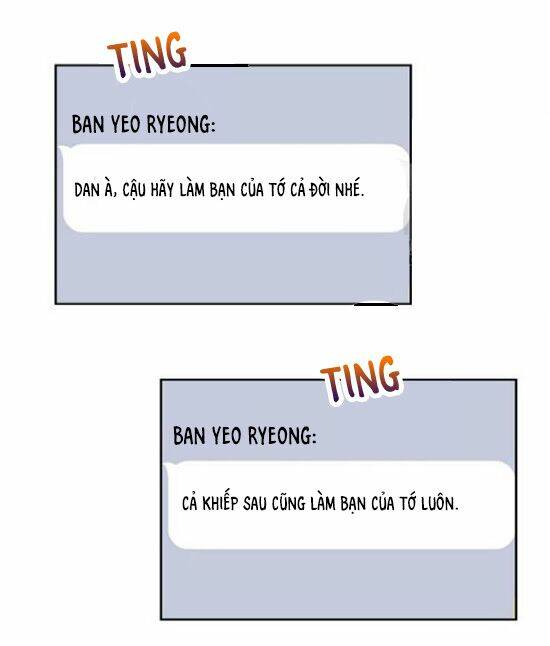 TING
BAN YEO RYEONG:
DAN À, CẬU HÃY LÀM BẠN CỦA TỚ CẢ ĐỜI NHÉ.
TING
BAN YEO RYEONG:
CẢ KHIẾP SAU CŨNG LÀM BẠN CỦA TỚ LUÔN.